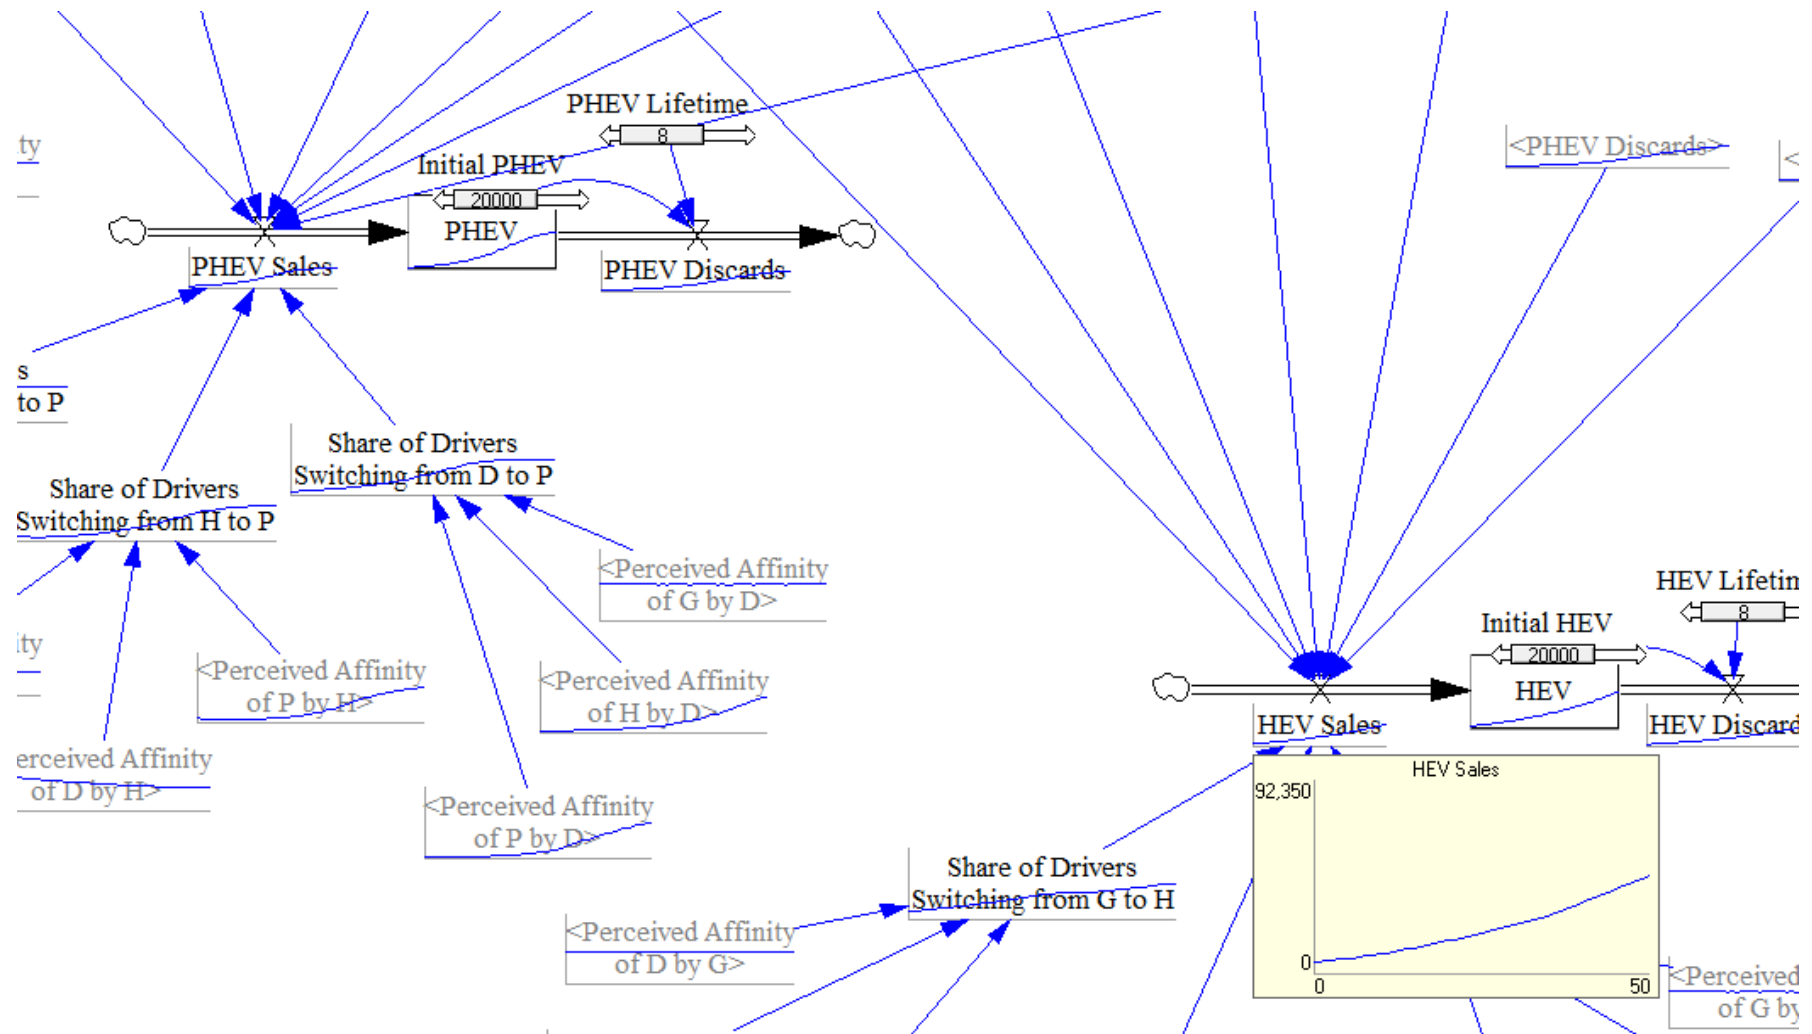 PHEV Lifetime
8
ty
<PHEV Discards>
<
Initial PHEV
20000
PHEV
PHEV Sales
PHEV Discards
s
to P
Share of Drivers
Switching from D to P
Share of Drivers
Switching from H to P
<Perceived Affinity
of G by D>
HEV Lifetim
8
Initial HEV
20000
ity
<Perceived Affinity
of P by H>
<Perceived Affinity
of H by D>
HEV
HEV Sales
HEV Discard
erceived Affinity
of D by H>
HEV Sales
92,350
0
0
50
<Perceived Affinity
of P by D>
Share of Drivers
Switching from G to H
<Perceived Affinity
of D by G>
<Perceived
of G by